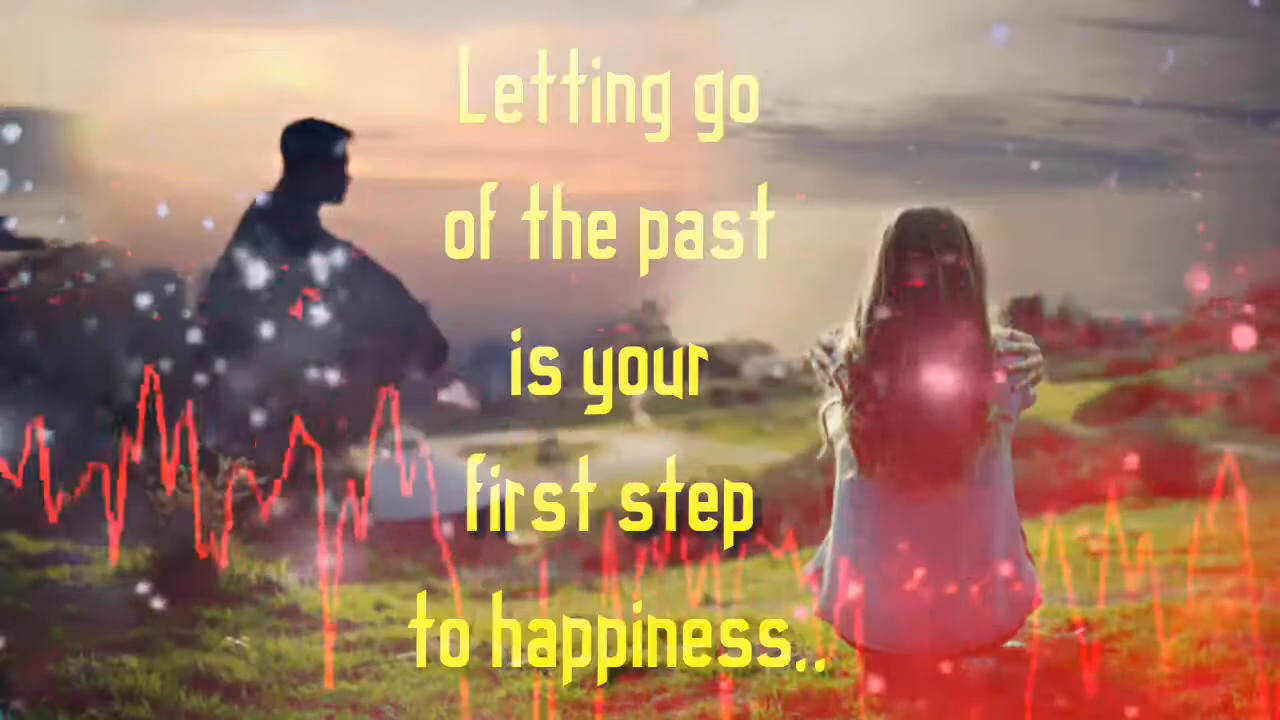 Letting go
of the past
is your
first step
to happiness..